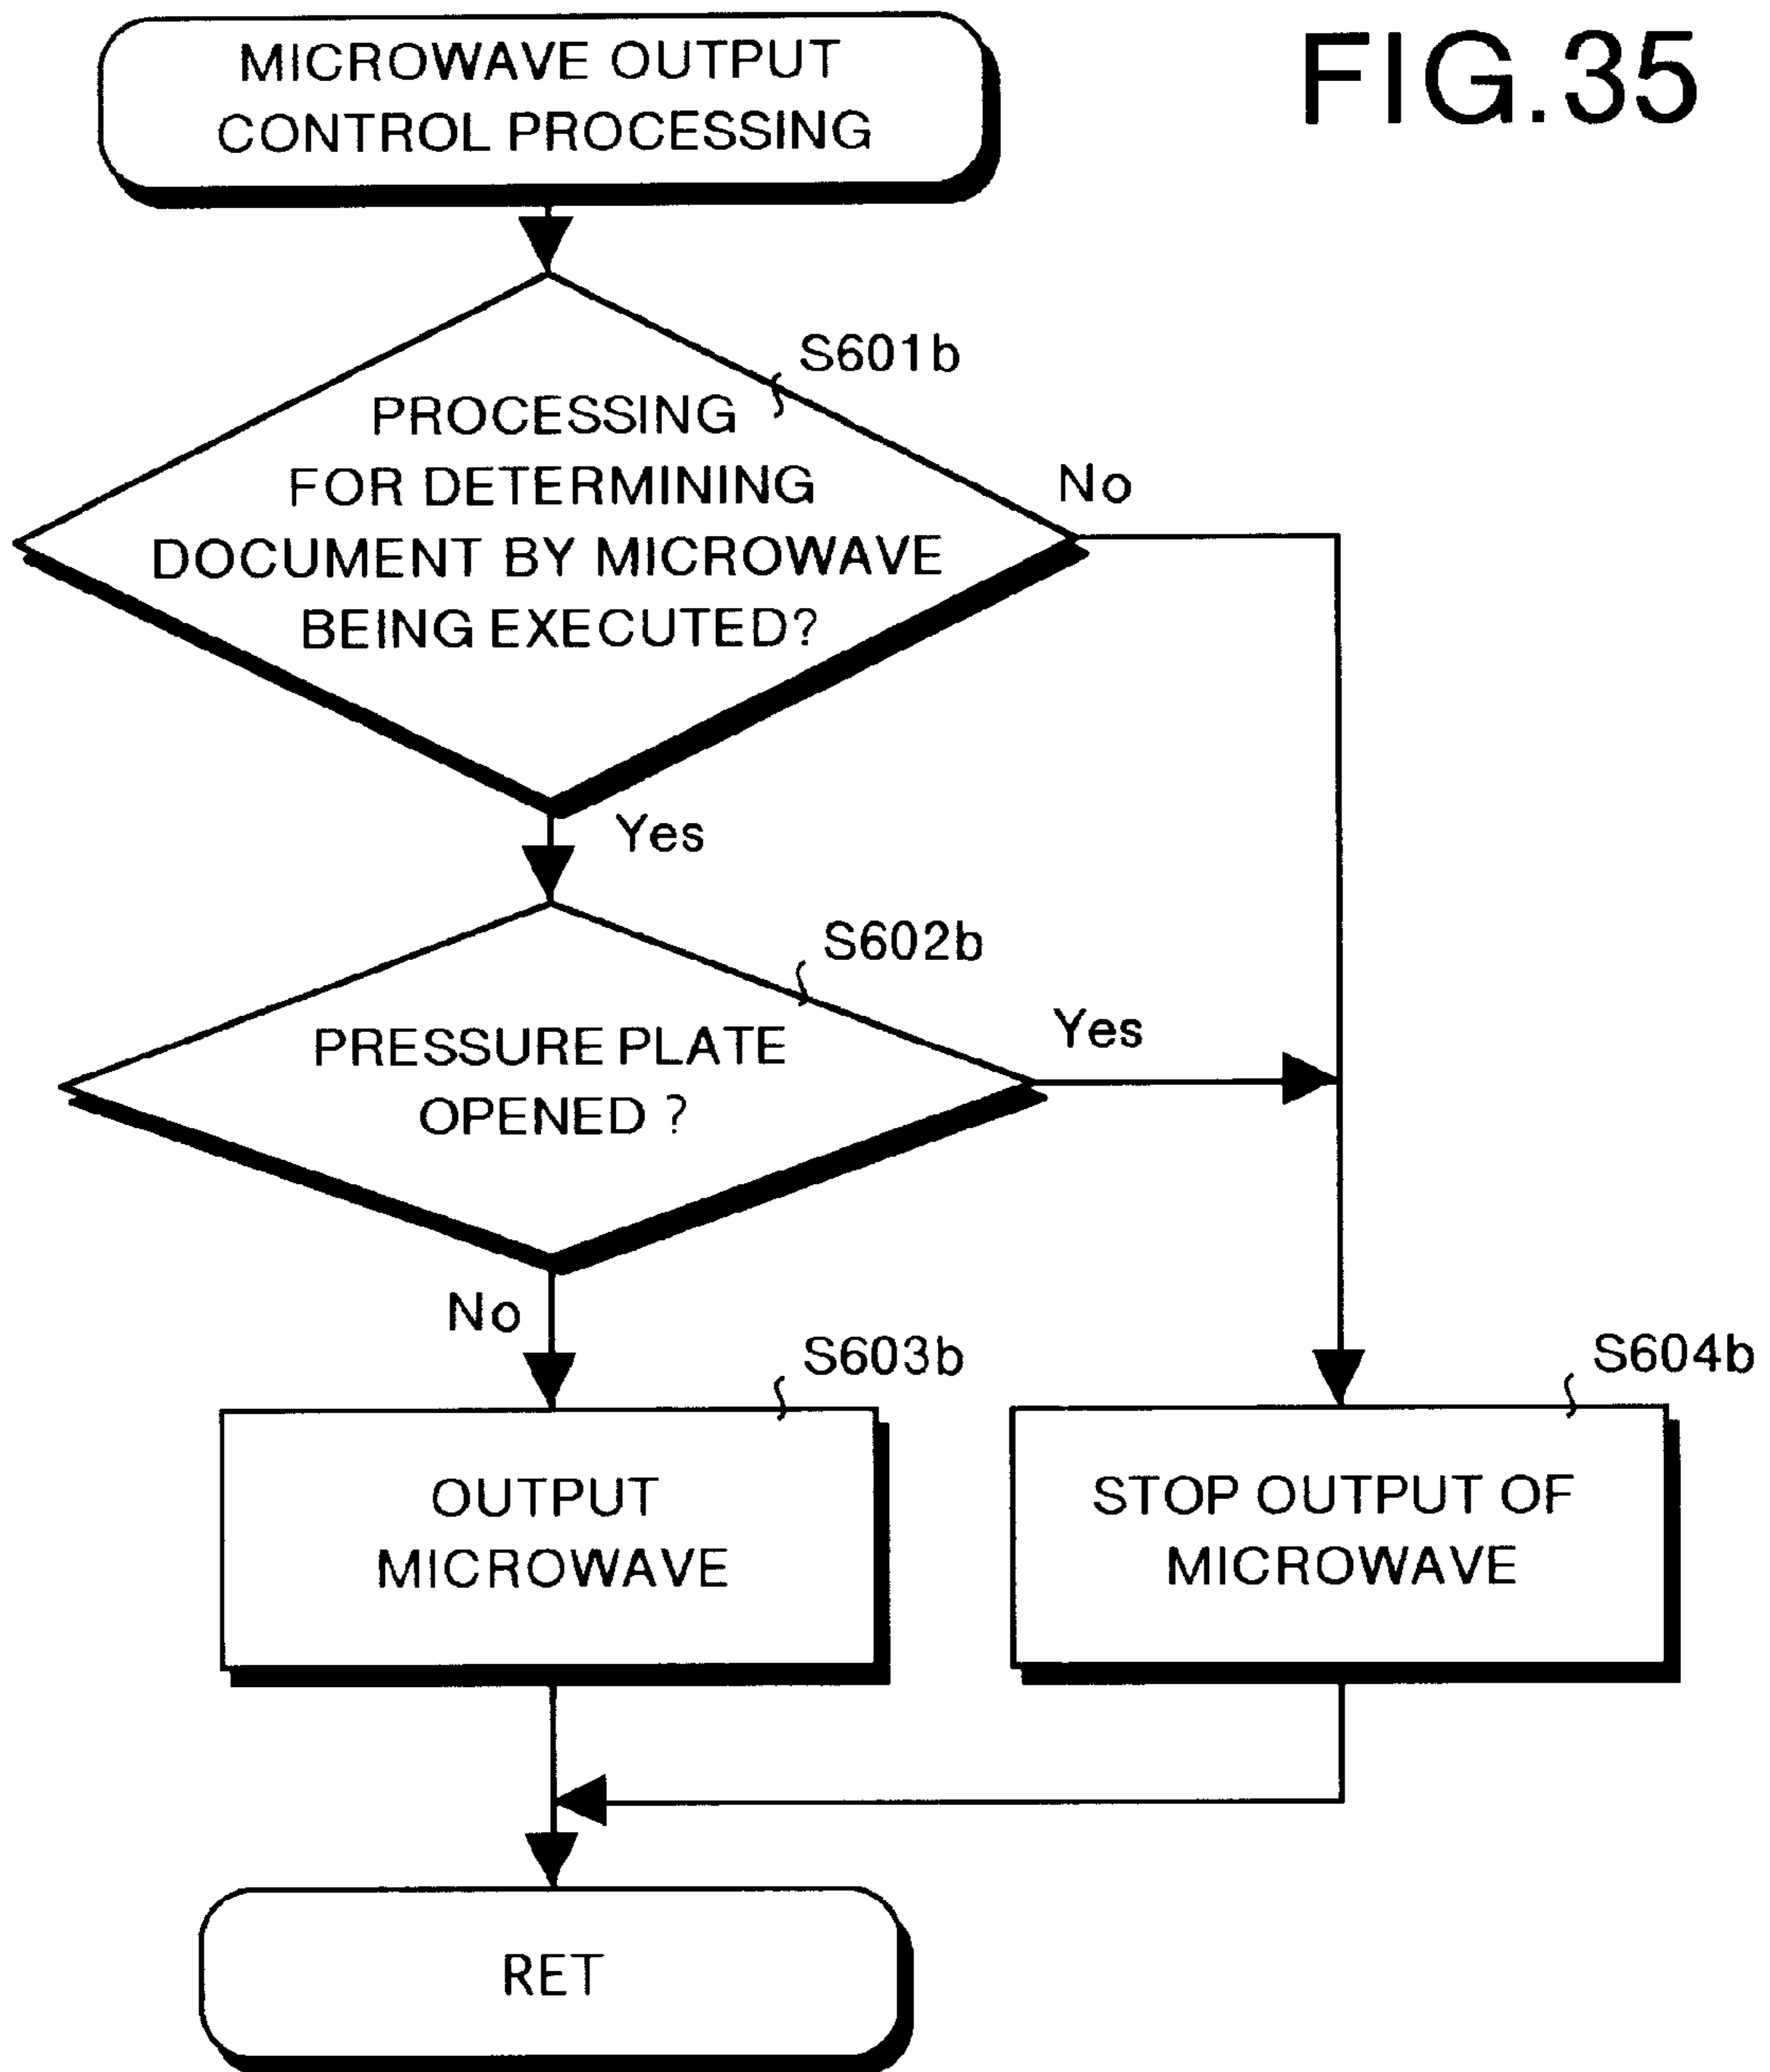 FIG.35
MICROWAVE OUTPUT
CONTROL PROCESSING
S601b
PROCESSING
FOR DETERMINING
DOCUMENT BY MICROWAVE
BEING EXECUTED?
No
Yes
S602b
PRESSURE PLATE
OPENED ?
Yes
No
S603b
OUTPUT
MICROWAVE
S604b
STOP OUTPUT OF
MICROWAVE
RET